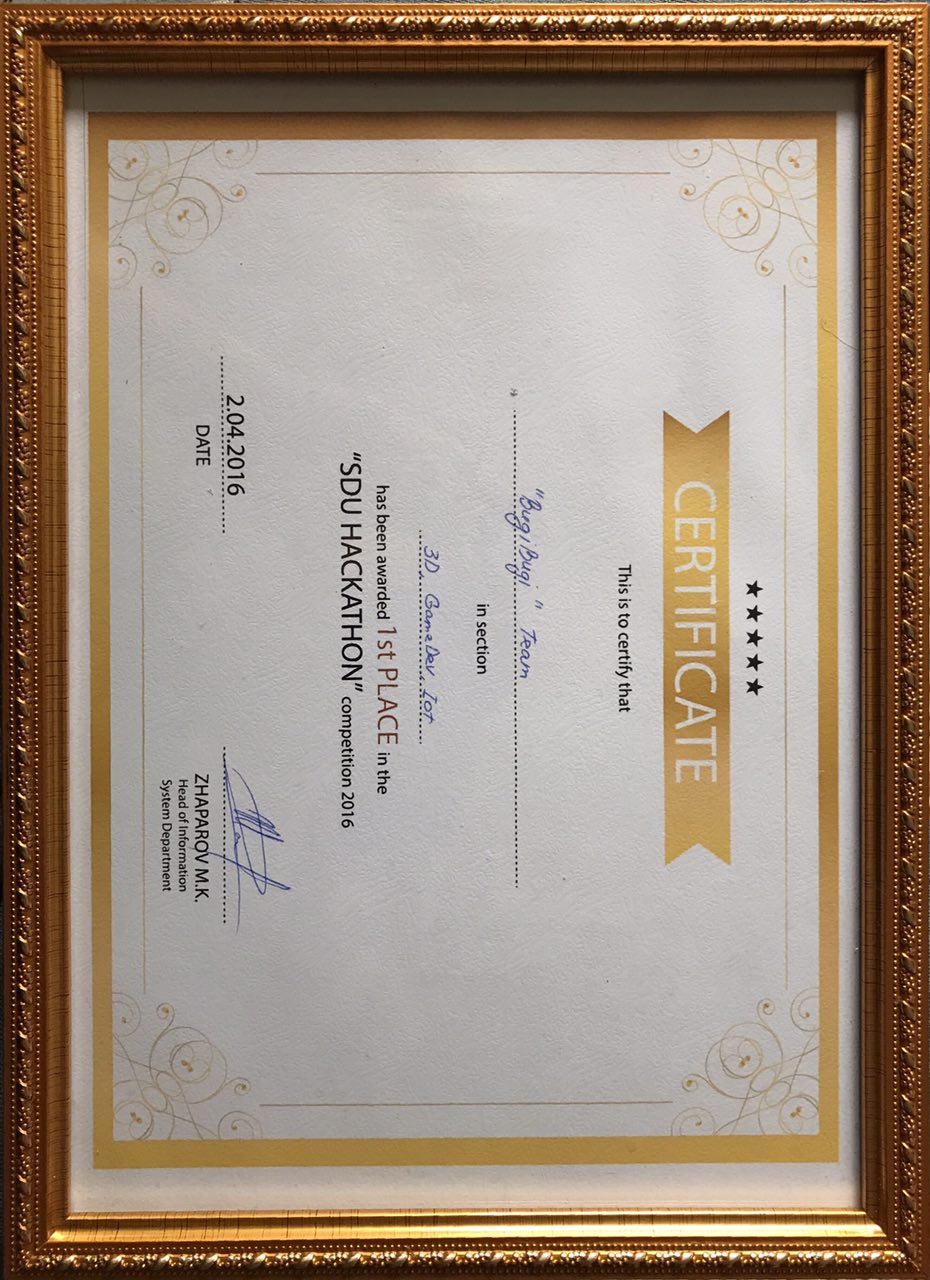 ★★★★★
CERTIFICATE
This is to certify that
"BugiBugi" Team
in section
3D, GameDev, IoT
has been awarded 1st PLACE in the
"SDU HACKATHON" competition 2016
2.04.2016
DATE
ZHAPAROV M.K.
Head of Information
System Department